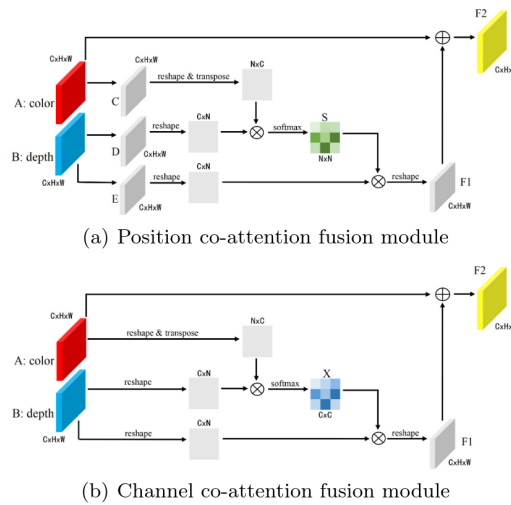 F2
CxHxW
NxC
CxH
A: color
C
reshape & transpose
CxHxW
S
B: depth
D
reshape
CxN
softmax
CxHxW
CxHxW
NxN
E
reshape
CxN
reshape
F1
CxHxW
CxHxW
(a) Position co-attention fusion module
F2
CxHxW
reshape & transpose
NxC
CxH
A: color
X
B: depth
reshape
CxN
softmax
CxHxW
CxC
reshape
CxN
reshape
F1
CxHxW
(b) Channel co-attention fusion module